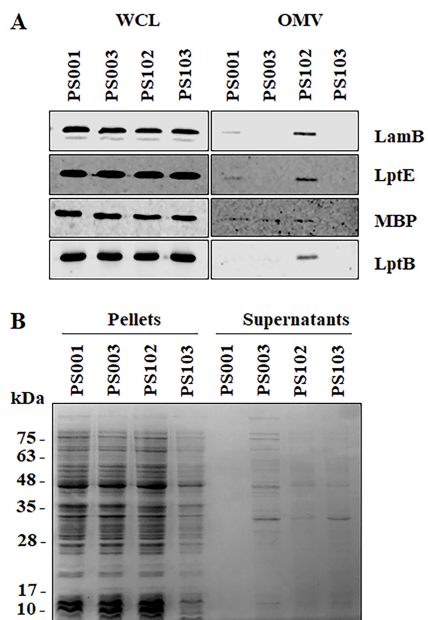 A
WCL OMV
PS001 PS003 PS102 PS103 PS001 PS003 PS102 PS103
LamB
LptE
MBP
LptB
B
Pellets Supernatants
PS001 PS003 PS102 PS103 PS001 PS003 PS102 PS103
kDa
75 -
63 -
48 -
35 -
28 -
17 -
10 -